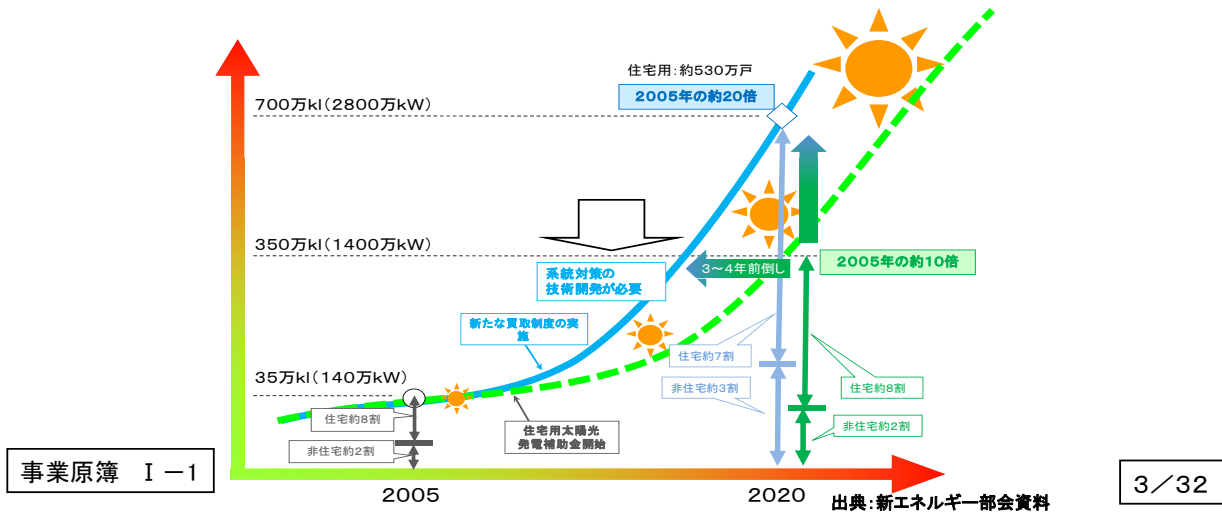 住宅用:約530万戸
2005年の約20倍
700万kl(2800万kW)
350万kl(1400万kW)
2005年の約10倍
3~4年前倒し
系統対策の
技術開発が必要
新たな買取制度の実
施
住宅約7割
35万kl(140万kW)
非住宅約3割
住宅約8割
住宅約8割
住宅用太陽光
発電補助金開始
非住宅約2割
非住宅約2割
事業原簿 Ⅰ-1
3/32
2005
2020
出典:新エネルギー部会資料